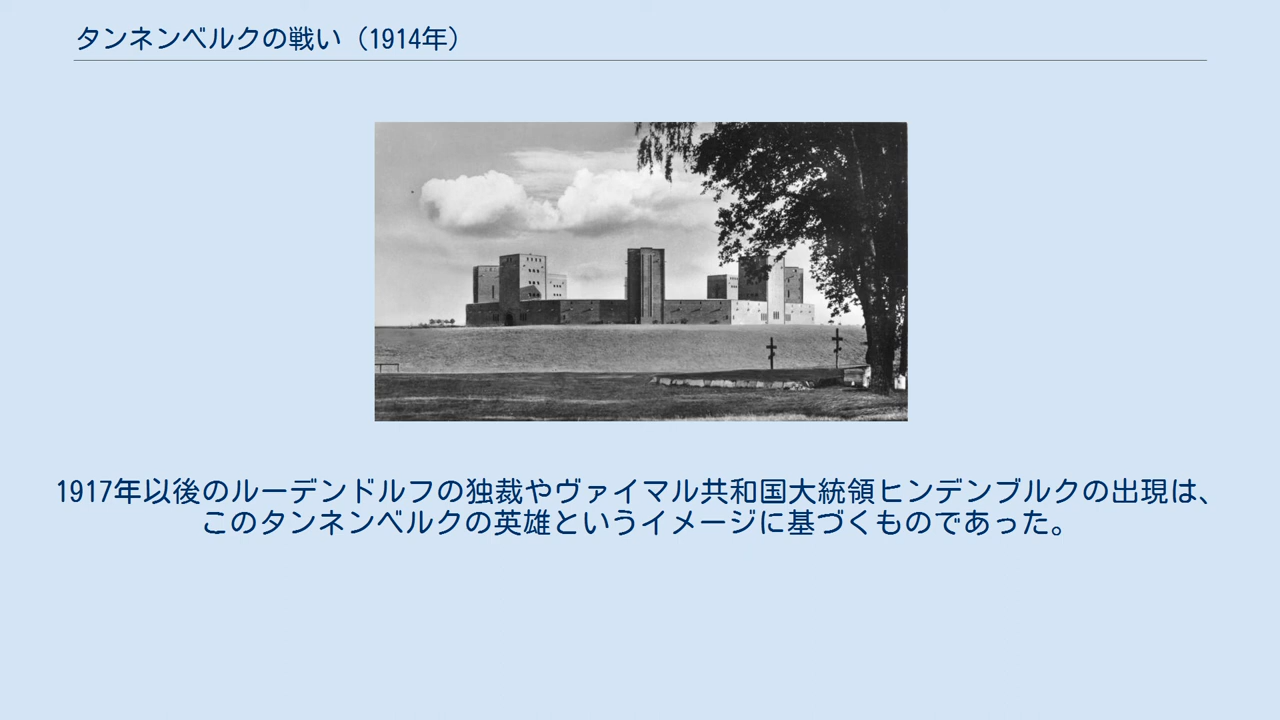 タンネンベルクの戦い（1914年）
1917年以後のルーデンドルフの独裁やヴァイマル共和国大統領ヒンデンブルクの出現は、
このタンネンベルクの英雄というイメージに基づくものであった。